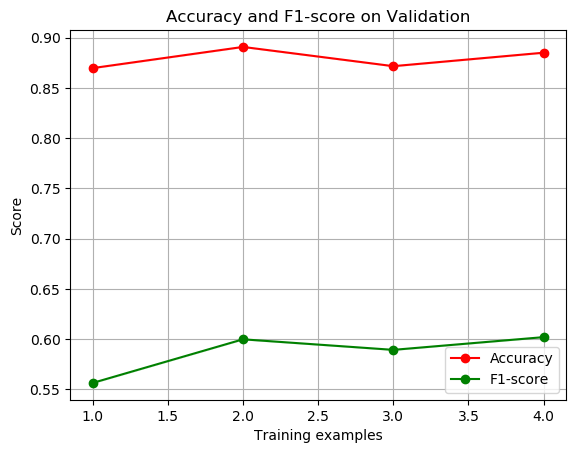 Accuracy and F1-score on Validation
0.90
0.85
0.80
0.75
0.70
0.65
0.60
0.55
Score
1.0 1.5 2.0 2.5 3.0 3.5 4.0
Training examples
Accuracy
F1-score